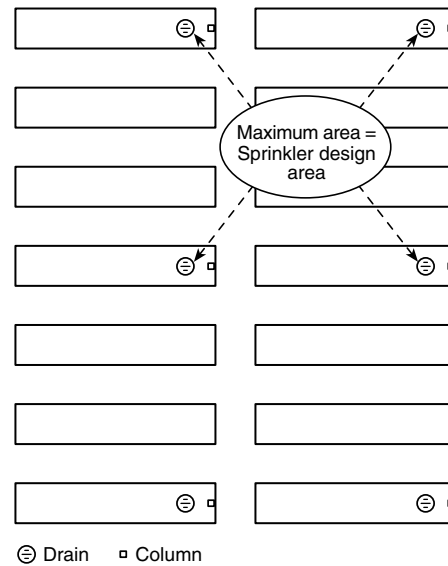 Maximum area =
Sprinkler design
area
Drain
Column